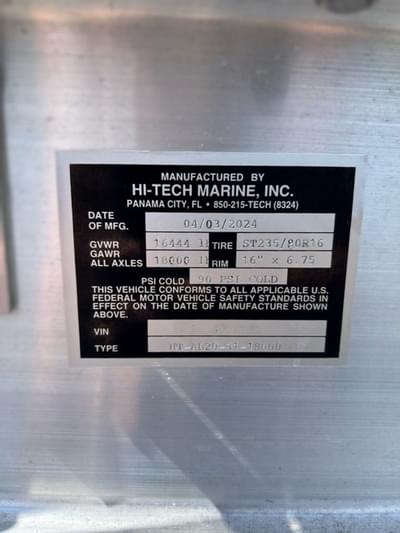 MANUFACTURED BY
HI-TECH MARINE, INC.
PANAMA CITY, FL • 850-215-TECH (8324)
DATE OF MFG. 04/03/2024
GVWR 16444 lb TIRE ST235/80R16
GAWR ALL AXLES 18000 lb RIM 16" x 6.75
PSI COLD 90 PSI COLD
THIS VEHICLE CONFORMS TO ALL APPLICABLE U.S.
FEDERAL MOTOR VEHICLE SAFETY STANDARDS IN
EFFECT ON THE DATE OF MANUFACTURE SHOWN
ABOVE.
VIN
TYPE